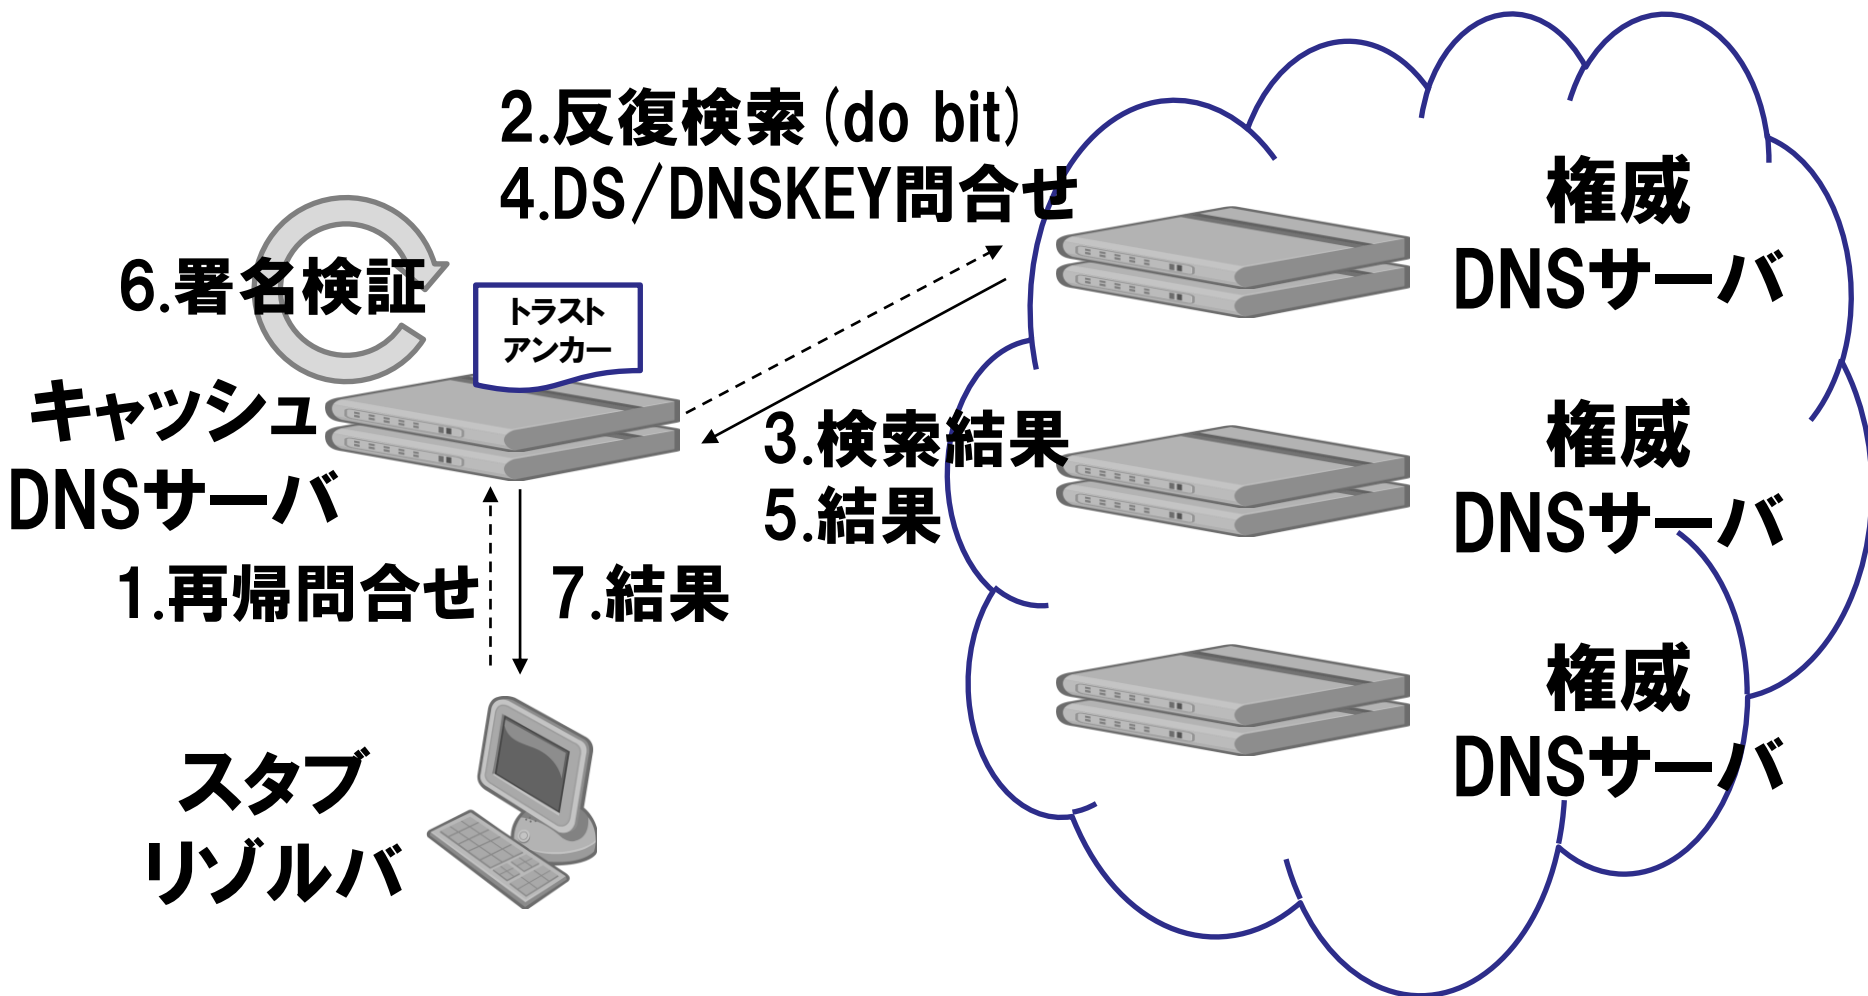 2.反復検索(do bit)
4.DS/DNSKEY問合せ
6.署名検証
トラスト
アンカー
キャッシュ
DNSサーバ
3.検索結果
5.結果
1.再帰問合せ
7.結果
スタブ
リゾルバ
権威
DNSサーバ
権威
DNSサーバ
権威
DNSサーバ